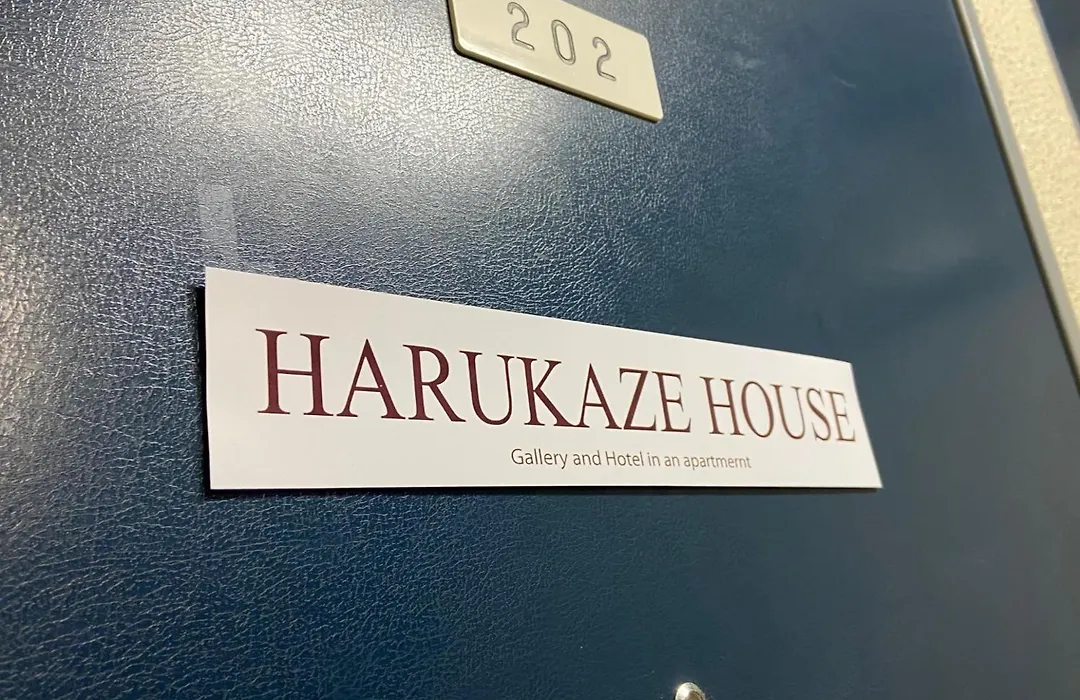 202
HARUKAZE HOUSE
Gallery and Hotel in an apartmernt